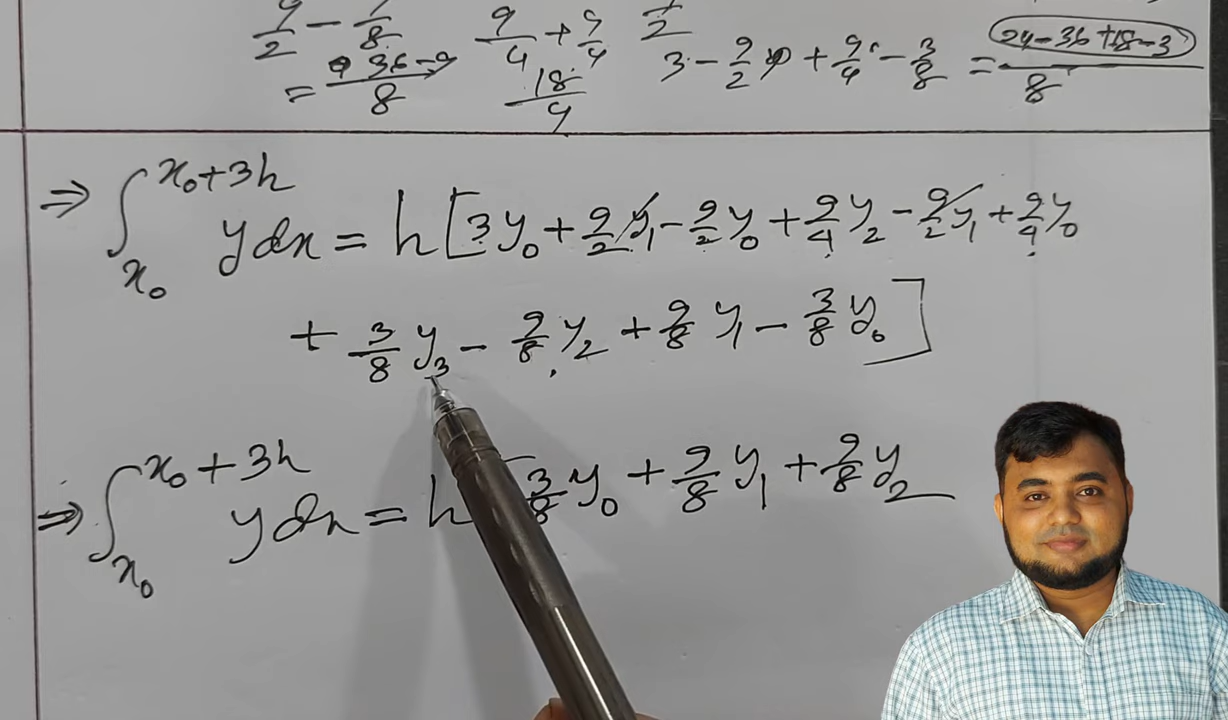 9/2 - 9/8 9/4 + 9/4
= 36-9/8 18/4 3 - 9/2 + 9/4 - 3/8 = 24-36+18-3/8
⇒ ∫_{x₀}^{x₀+3h} y dx = h[3y₀ + 9/2 y₁ - 9/2 y₀ + 9/4 y₂ - 9/2 y₁ + 9/4 y₀
+ 3/8 y₃ - 9/8 y₂ + 9/8 y₁ - 3/8 y₀]
⇒ ∫_{x₀}^{x₀+3h} y dx = h[3/8 y₀ + 9/8 y₁ + 9/8 y₂